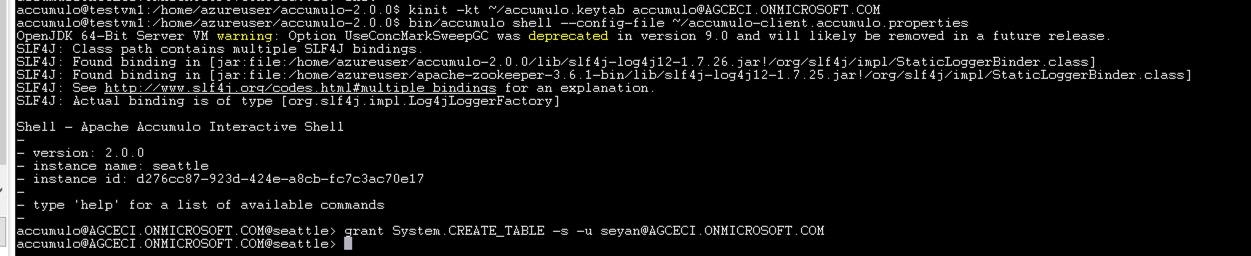 accumulo@testvm1:/home/azureuser/accumulo-2.0.0$ kinit -kt ~/accumulo.keytab accumulo@AGCECI.ONMICROSOFT.COM
accumulo@testvm1:/home/azureuser/accumulo-2.0.0$ bin/accumulo shell --config-file ~/accumulo-client.accumulo.properties
OpenJDK 64-Bit Server VM warning: Option UseConcMarkSweepGC was deprecated in version 9.0 and will likely be removed in a future release.
SLF4J: Class path contains multiple SLF4J bindings.
SLF4J: Found binding in [jar:file:/home/azureuser/accumulo-2.0.0/lib/slf4j-log4j12-1.7.26.jar!/org/slf4j/impl/StaticLoggerBinder.class]
SLF4J: Found binding in [jar:file:/home/azureuser/apache-zookeeper-3.6.1-bin/lib/slf4j-log4j12-1.7.25.jar!/org/slf4j/impl/StaticLoggerBinder.class]
SLF4J: See http://www.slf4j.org/codes.html#multiple_bindings for an explanation.
SLF4J: Actual binding is of type [org.slf4j.impl.Log4jLoggerFactory]
Shell - Apache Accumulo Interactive Shell
-
- version: 2.0.0
- instance name: seattle
- instance id: d276cc87-923d-424e-a8cb-fc7c3ac70e17
-
- type 'help' for a list of available commands
-
accumulo@AGCECI.ONMICROSOFT.COM@seattle> grant System.CREATE_TABLE -s -u seyan@AGCECI.ONMICROSOFT.COM
accumulo@AGCECI.ONMICROSOFT.COM@seattle>